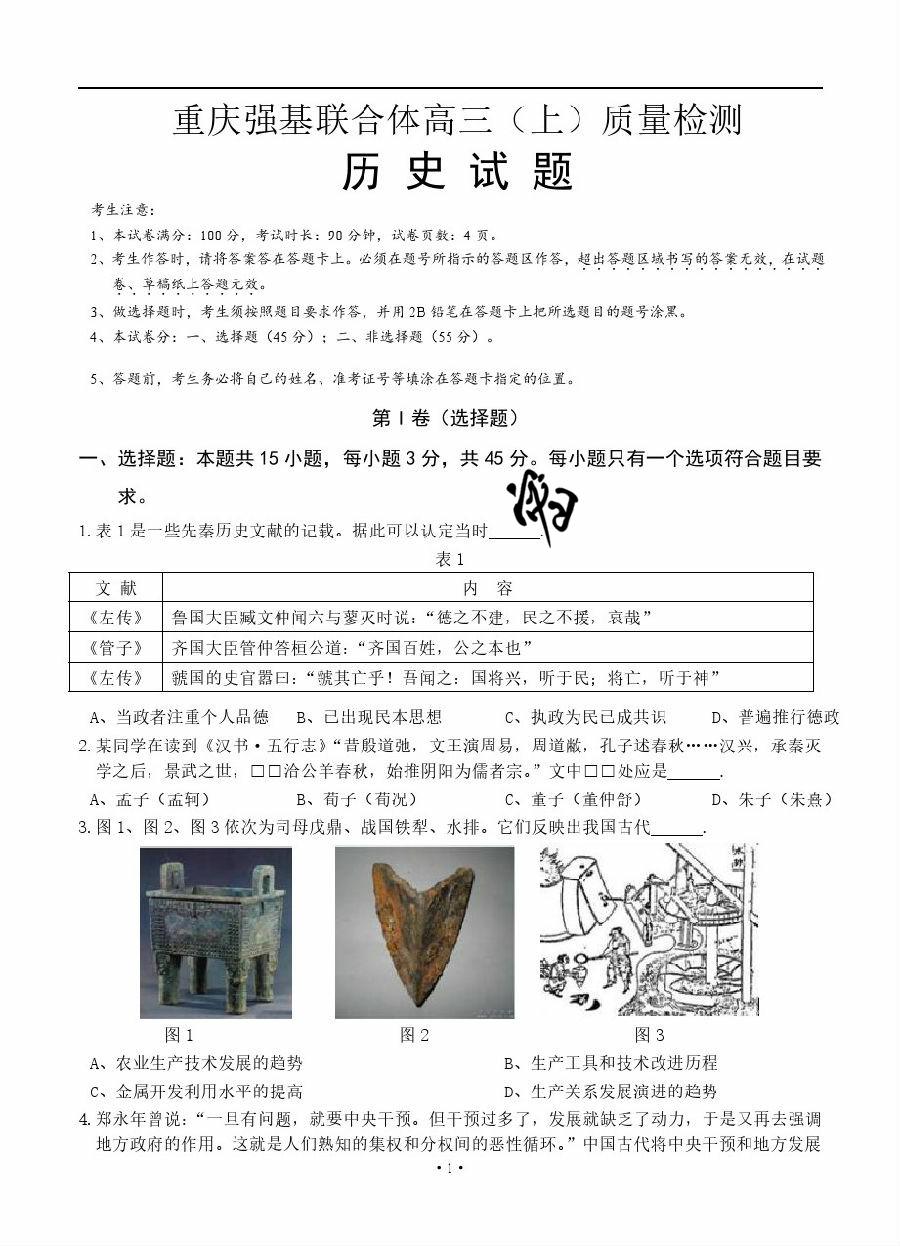 重庆强基联合体高三（上）质量检测
历 史 试 题
考生注意：
1、本试卷满分：100 分，考试时长：90 分钟，试卷页数：4 页。
2、考生作答时，请将答案答在答题卡上。必须在题号所指示的答题区作答，超出答题区域书写的答案无效，在试题
卷、草稿纸上答题无效。
3、做选择题时，考生须按照题目要求作答，并用 2B 铅笔在答题卡上把所选题目的题号涂黑。
4、本试卷分：一、选择题（45 分）；二、非选择题（55 分）。
5、答题前，考生务必将自己的姓名，准考证号等填涂在答题卡指定的位置。
第 I 卷（选择题）
一、选择题：本题共 15 小题，每小题 3 分，共 45 分。每小题只有一个选项符合题目要
求。
1. 表 1 是一些先秦历史文献的记载。据此可以认定当时______.
表 1
文 献 内 容
《左传》 鲁国大臣臧文仲闻六与蓼灭时说：“德之不建，民之不援，哀哉”
《管子》 齐国大臣管仲答桓公道：“齐国百姓，公之本也”
《左传》 虢国的史官嚣曰：“虢其亡乎！吾闻之：国将兴，听于民；将亡，听于神”
A、当政者注重个人品德 B、已出现民本思想 C、执政为民已成共识 D、普遍推行德政
2. 某同学在读到《汉书·五行志》“昔殷道弛，文王演周易，周道敝，孔子述春秋……汉兴，承秦灭
学之后，景武之世，□□治公羊春秋，始推阴阳为儒者宗。”文中□□处应是______.
A、孟子（孟轲） B、荀子（荀况） C、董子（董仲舒） D、朱子（朱熹）
3. 图 1、图 2、图 3 依次为司母戊鼎、战国铁犁、水排。它们反映出我国古代______.
图 1 图 2 图 3
A、农业生产技术发展的趋势 B、生产工具和技术改进历程
C、金属开发利用水平的提高 D、生产关系发展演进的趋势
4. 郑永年曾说：“一旦有问题，就要中央干预。但干预过多了，发展就缺乏了动力，于是又再去强调
地方政府的作用。这就是人们熟知的集权和分权间的恶性循环。”中国古代将中央干预和地方发展
·1·